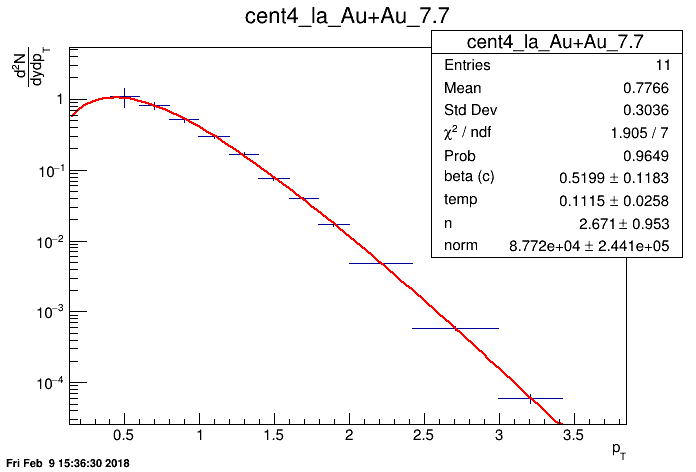 cent4_la_Au+Au_7.7
cent4_la_Au+Au_7.7
Entries 11
Mean 0.7766
Std Dev 0.3036
χ² / ndf 1.905 / 7
Prob 0.9649
beta (c) 0.5199 ± 0.1183
temp 0.1115 ± 0.0258
n 2.671 ± 0.953
norm 8.772e+04 ± 2.441e+05
d²N
dydp_T
1
10⁻¹
10⁻²
10⁻³
10⁻⁴
0.5 1 1.5 2 2.5 3 3.5
p_T
Fri Feb 9 15:36:30 2018